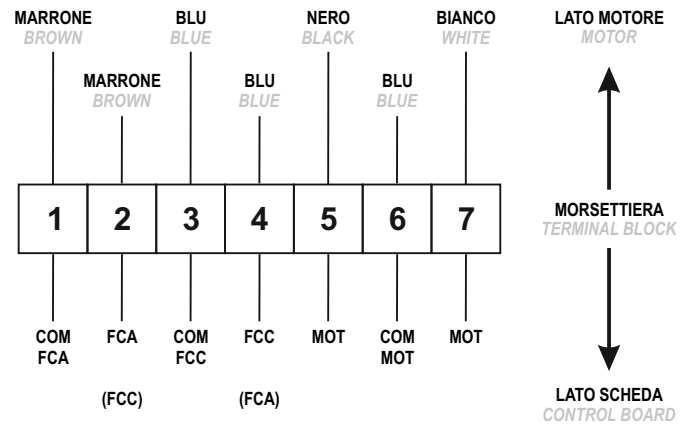 MARRONE BLU NERO BIANCO LATO MOTORE
BROWN BLUE BLACK WHITE MOTOR
MARRONE BLU BLU
BROWN BLUE BLUE
1 2 3 4 5 6 7 MORSETTIERA
TERMINAL BLOCK
COM FCA COM FCC MOT COM MOT
FCA FCC MOT
(FCC) (FCA) LATO SCHEDA
CONTROL BOARD